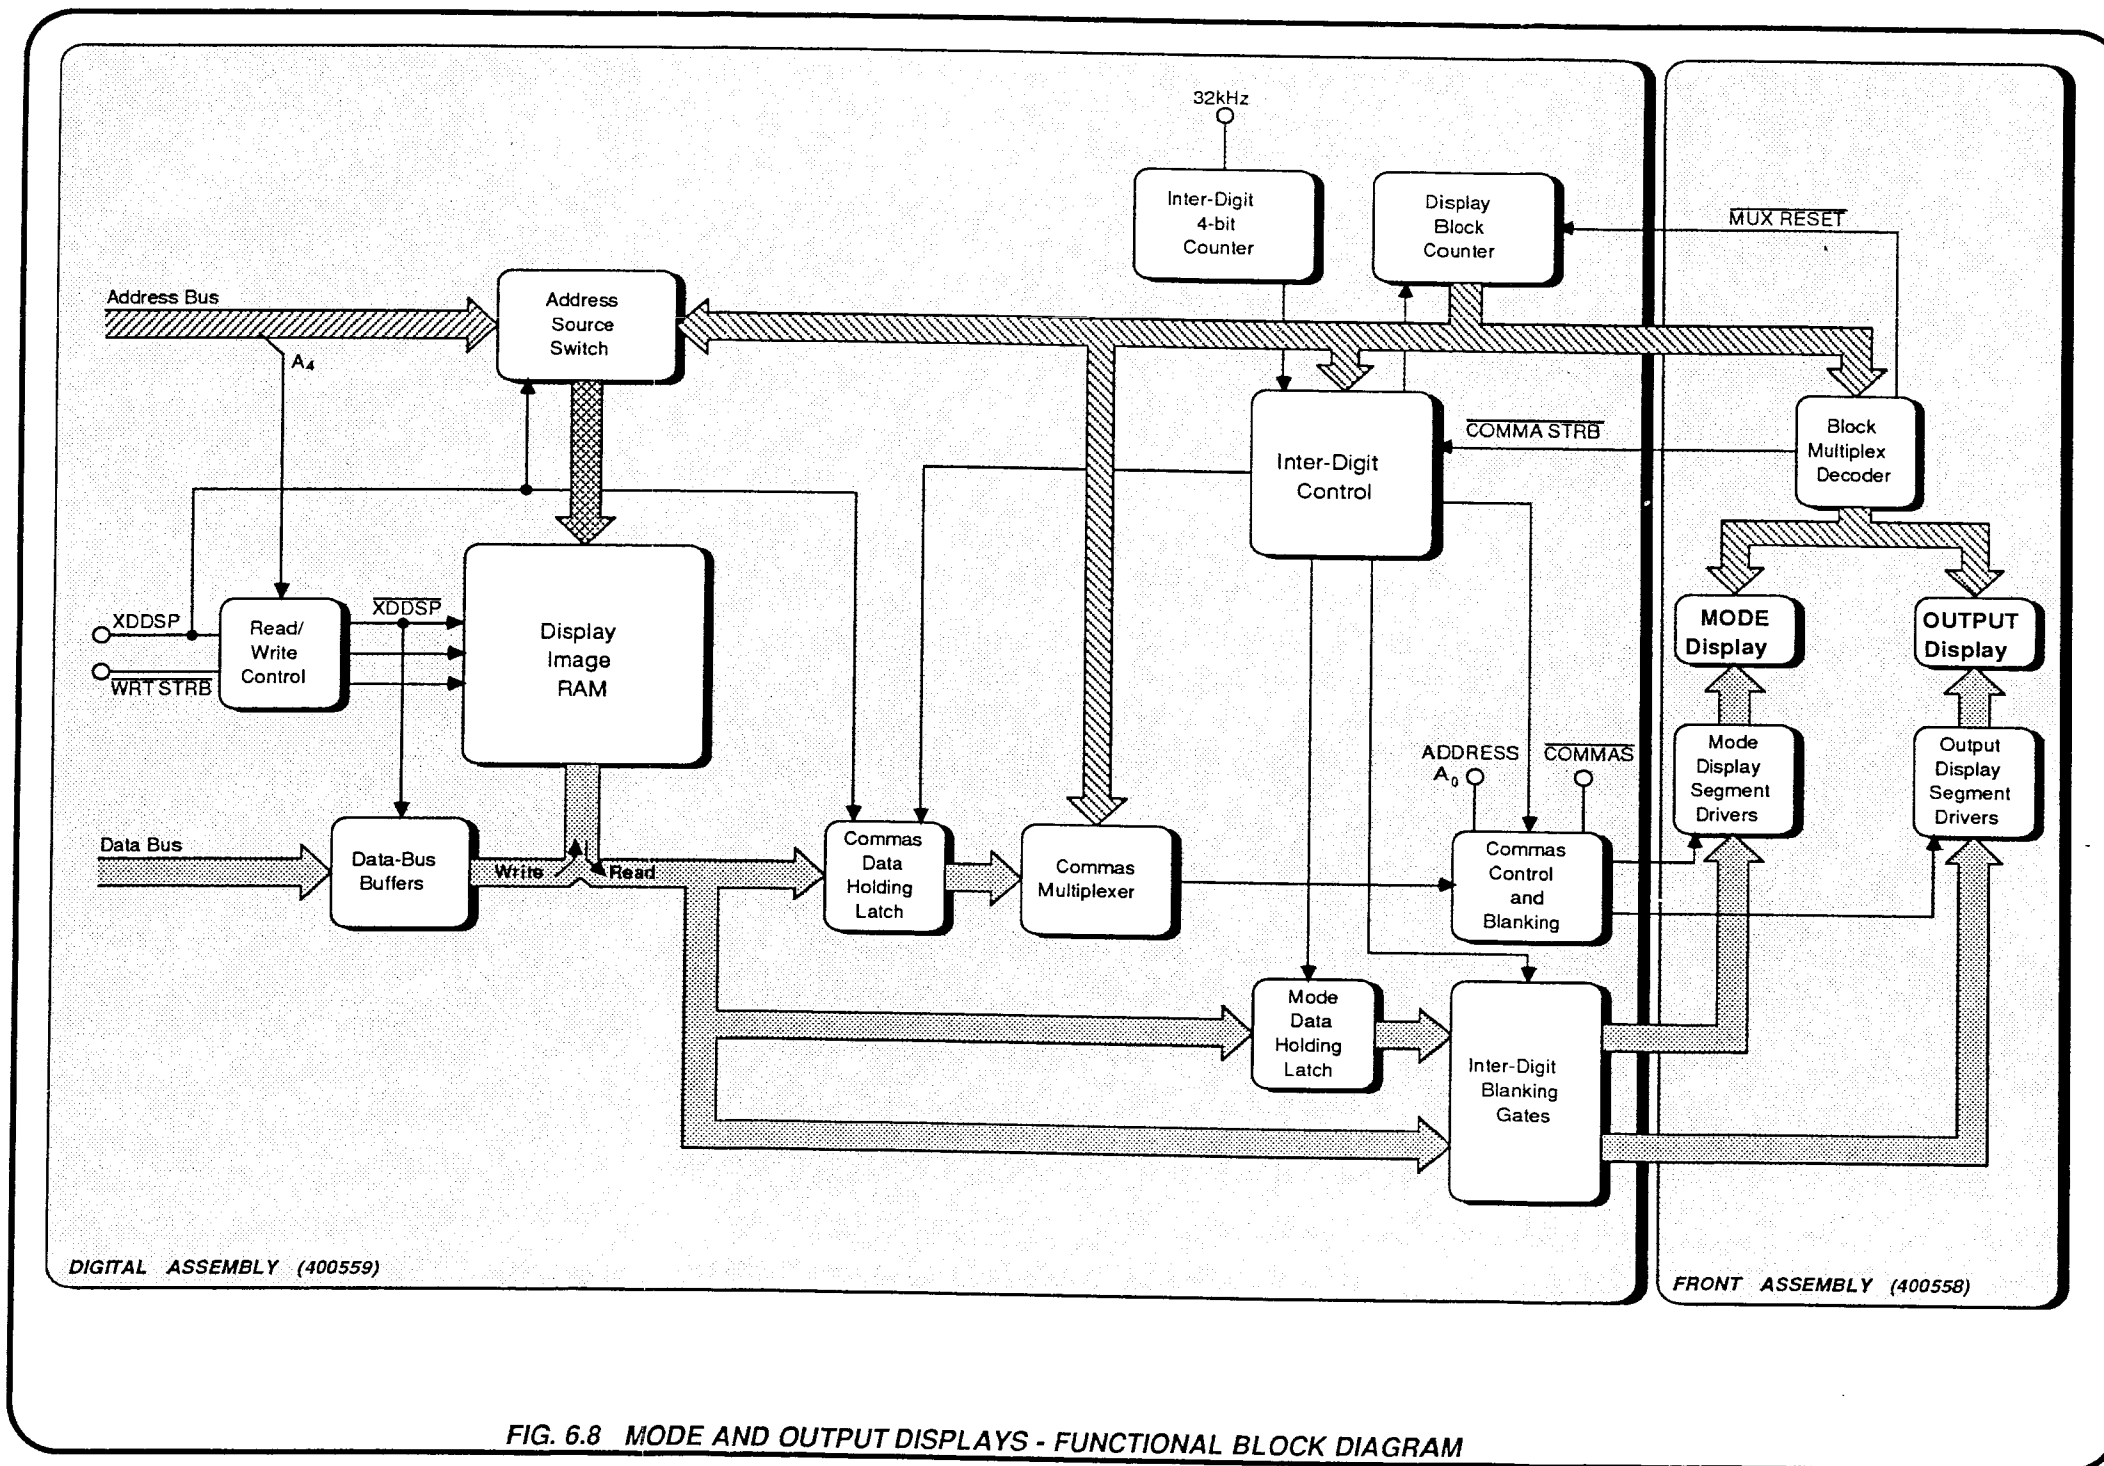 32kHz
Inter-Digit
4-bit
Counter
Display
Block
Counter
MUX RESET
Address Bus
A4
Address
Source
Switch
COMMA STRB
Block
Multiplex
Decoder
Inter-Digit
Control
XDDSP
WRT STRB
Read/
Write
Control
XDDSP
Display
Image
RAM
MODE
Display
OUTPUT
Display
ADDRESS
A0
COMMAS
Mode
Display
Segment
Drivers
Output
Display
Segment
Drivers
Data Bus
Data-Bus
Buffers
Write
Read
Commas
Data
Holding
Latch
Commas
Multiplexer
Commas
Control
and
Blanking
Mode
Data
Holding
Latch
Inter-Digit
Blanking
Gates
DIGITAL ASSEMBLY (400559)
FRONT ASSEMBLY (400558)
FIG. 6.8 MODE AND OUTPUT DISPLAYS - FUNCTIONAL BLOCK DIAGRAM